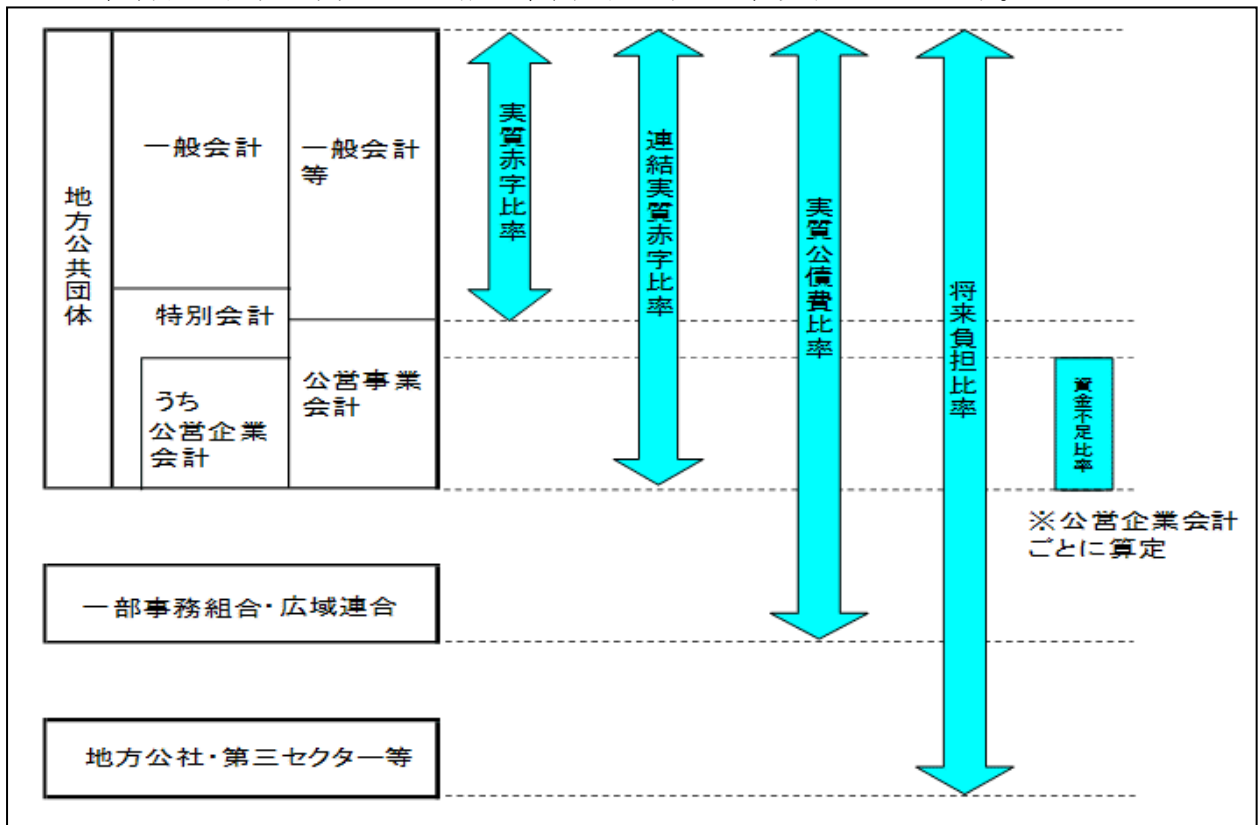 地方公共団体
一般会計
一般会計
等
特別会計
うち
公営企業
会計
公営事業
会計
実質赤字比率
連結実質赤字比率
実質公債費比率
将来負担比率
資金不足比率
※公営企業会計
ごとに算定
一部事務組合・広域連合
地方公社・第三セクター等